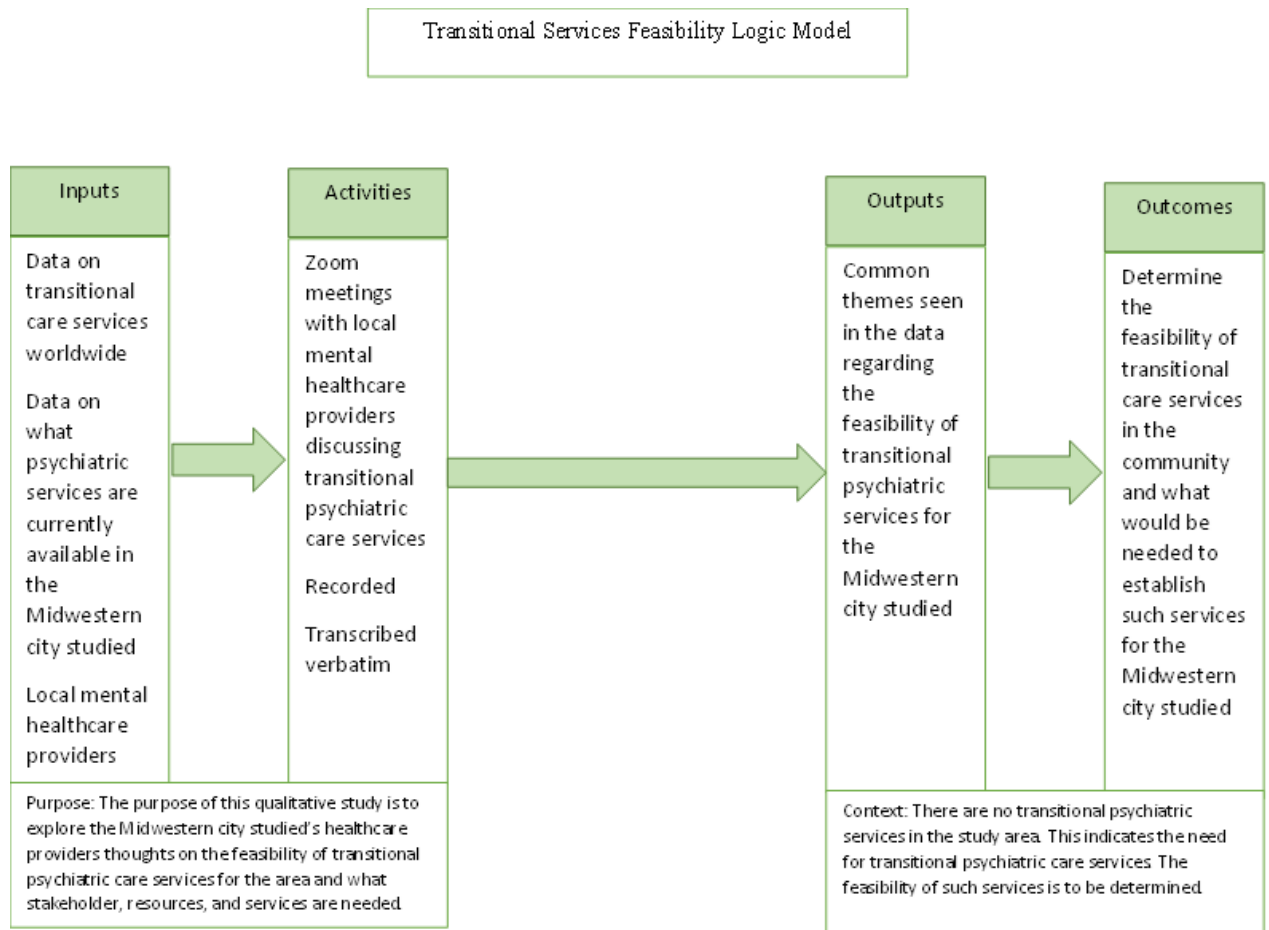 Transitional Services Feasibility Logic Model
Inputs
Data on
transitional
care services
worldwide
Data on
what
psychiatric
services are
currently
available in
the
Midwestern
city studied
Local mental
healthcare
providers
Activities
Zoom
meetings
with local
mental
healthcare
providers
discussing
transitional
psychiatric
care services
Recorded
Transcribed
verbatim
Outputs
Common
themes seen
in the data
regarding
the
feasibility of
transitional
psychiatric
services for
the
Midwestern
city studied
Outcomes
Determine
the
feasibility of
transitional
care services
in the
community
and what
would be
needed to
establish
such services
for the
Midwestern
city studied
Purpose: The purpose of this qualitative study is to
explore the Midwestern city studied's healthcare
providers thoughts on the feasibility of transitional
psychiatric care services for the area and what
stakeholder, resources, and services are needed.
Context: There are no transitional psychiatric
services in the study area. This indicates the need
for transitional psychiatric care services. The
feasibility of such services is to be determined.